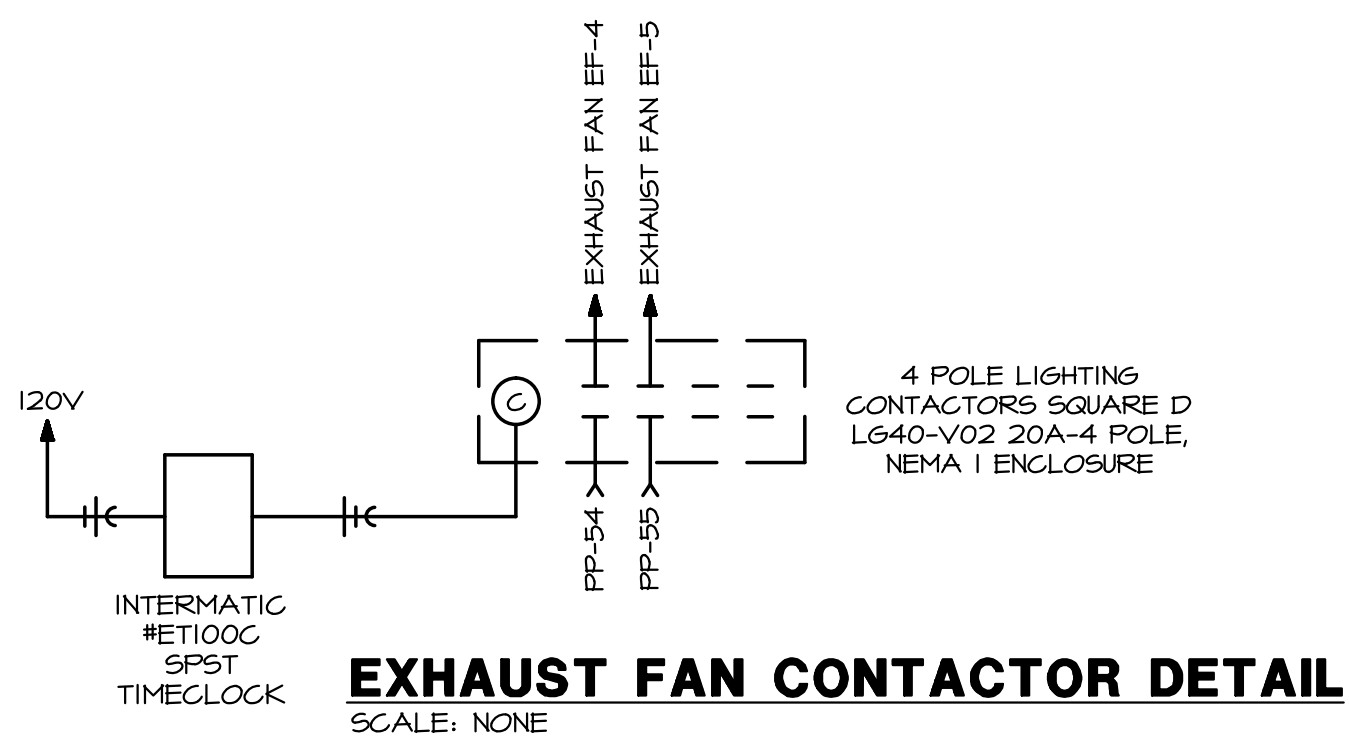 EXHAUST FAN EF-4
EXHAUST FAN EF-5
120V
C
4 POLE LIGHTING
CONTACTORS SQUARE D
LG40-V02 20A-4 POLE,
NEMA 1 ENCLOSURE
PP-54
PP-55
INTERMATIC
#ET100C
SPST
TIMECLOCK
EXHAUST FAN CONTACTOR DETAIL
SCALE: NONE